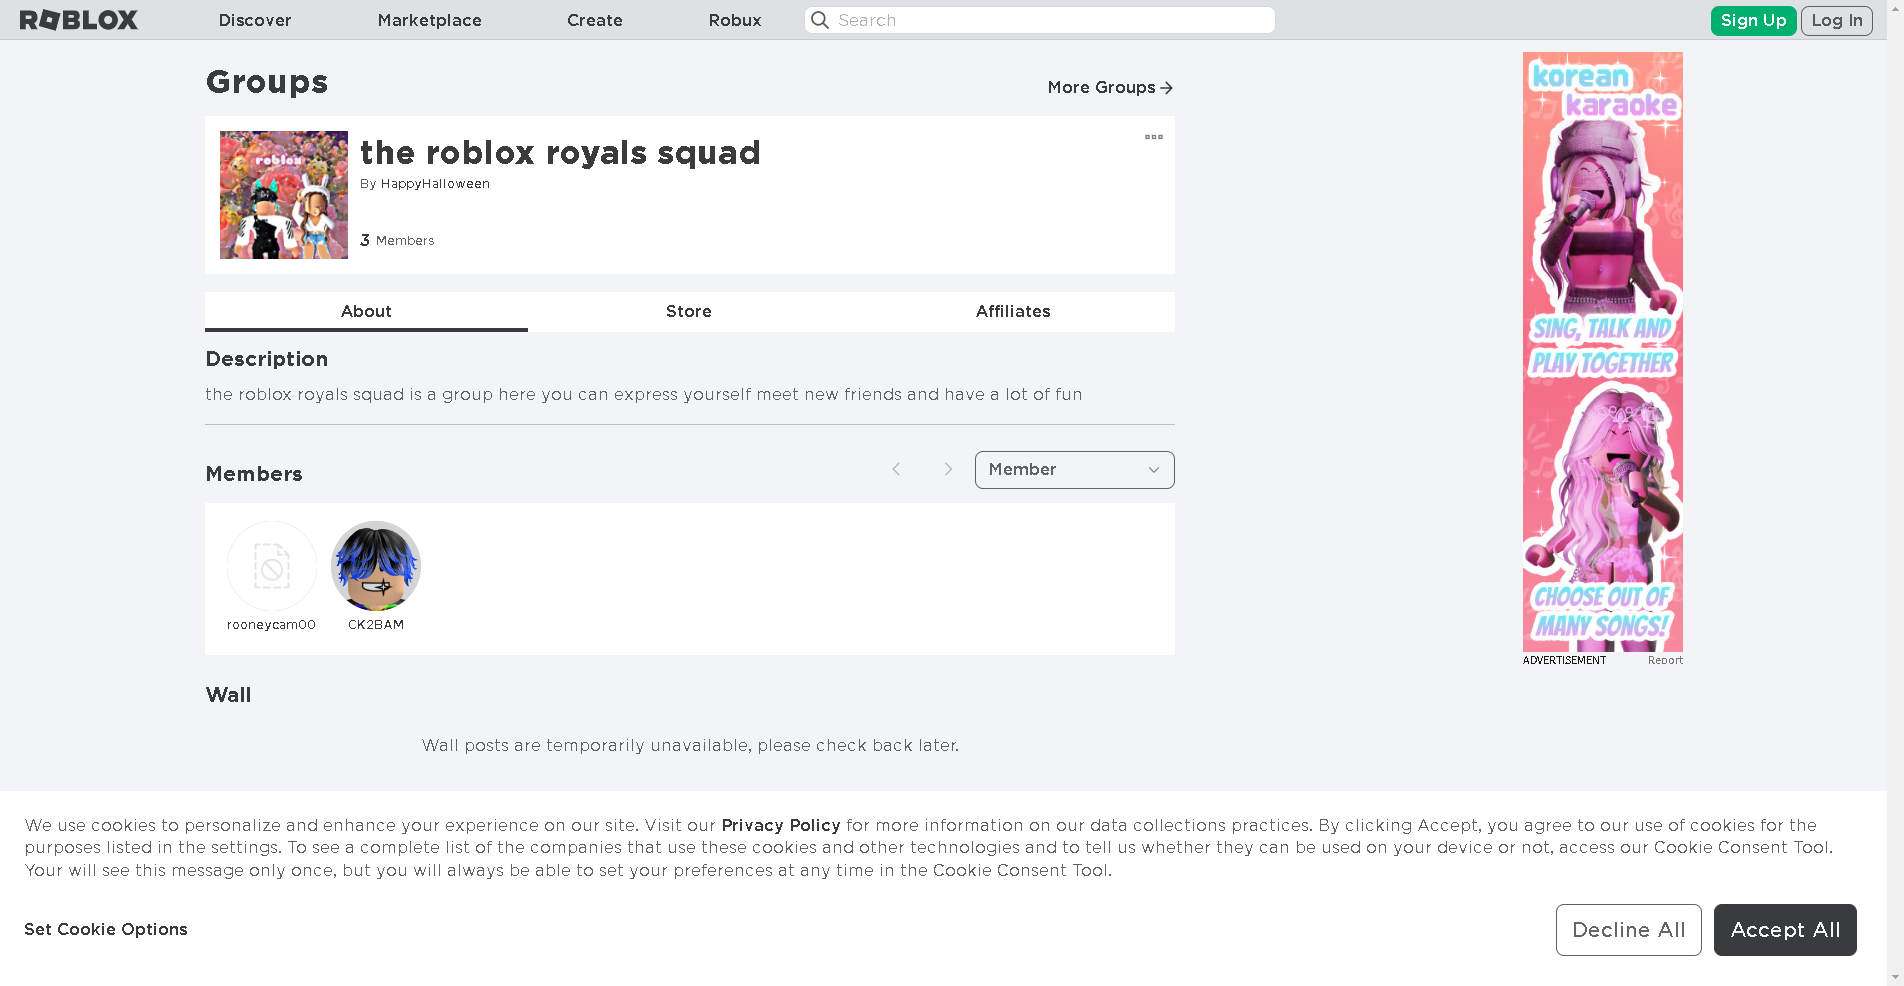 ROBLOX
Discover
Marketplace
Create
Robux
Search
Sign Up
Log In
Groups
More Groups
roblox
the roblox royals squad
By HappyHalloween
3 Members
About
Store
Affiliates
Description
the roblox royals squad is a group here you can express yourself meet new friends and have a lot of fun
Members
Member
rooneycam00
CK2BAM
Wall
Wall posts are temporarily unavailable, please check back later.
korean
karaoke
SING, TALK AND
PLAY TOGETHER
CHOOSE OUT OF
MANY SONGS!
ADVERTISEMENT
Report
We use cookies to personalize and enhance your experience on our site. Visit our Privacy Policy for more information on our data collections practices. By clicking Accept, you agree to our use of cookies for the
purposes listed in the settings. To see a complete list of the companies that use these cookies and other technologies and to tell us whether they can be used on your device or not, access our Cookie Consent Tool.
Your will see this message only once, but you will always be able to set your preferences at any time in the Cookie Consent Tool.
Set Cookie Options
Decline All
Accept All